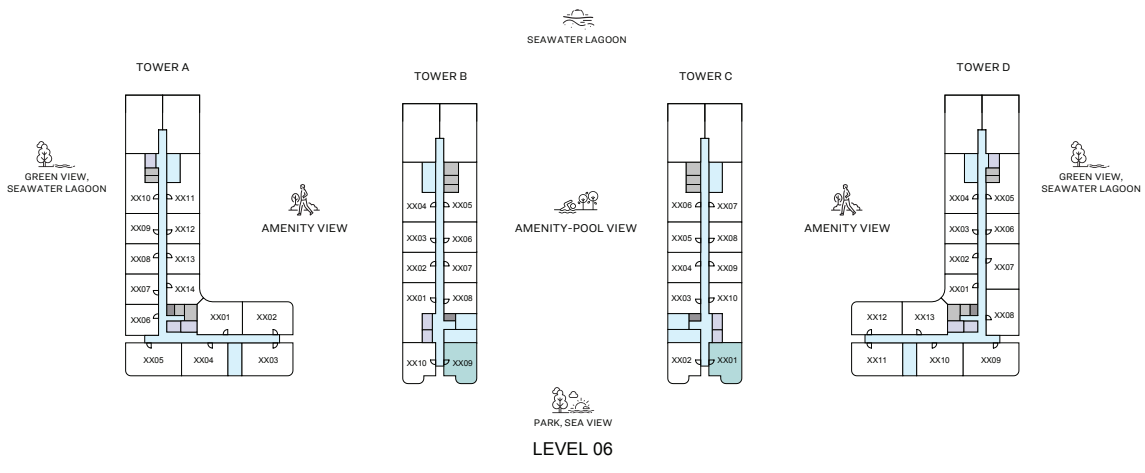 SEAWATER LAGOON
TOWER A
TOWER B
TOWER C
TOWER D
GREEN VIEW,
SEAWATER LAGOON
AMENITY VIEW
AMENITY-POOL VIEW
AMENITY VIEW
GREEN VIEW,
SEAWATER LAGOON
XX10 XX11
XX09 XX12
XX08 XX13
XX07 XX14
XX06 XX01 XX02
XX05 XX04 XX03
XX04 XX05
XX03 XX06
XX02 XX07
XX01 XX08
XX10 XX09
XX06 XX07
XX05 XX08
XX04 XX09
XX03 XX10
XX02 XX01
XX04 XX05
XX03 XX06
XX02 XX07
XX01
XX12 XX13 XX08
XX11 XX10 XX09
PARK, SEA VIEW
LEVEL 06